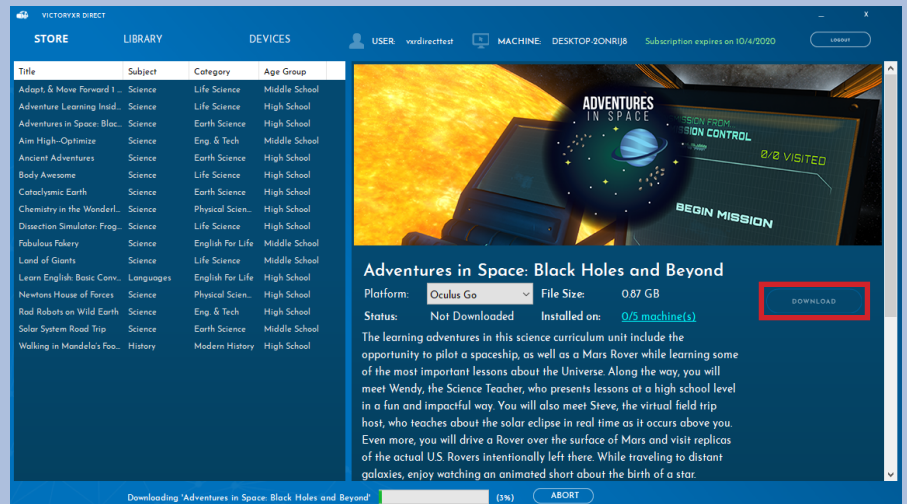 VICTORYXR DIRECT
_ X
STORE LIBRARY DEVICES USER: vxrdirecttest MACHINE: DESKTOP-2ONRIJ8 Subscription expires on 10/4/2020 LOGOUT
Title Subject Category Age Group
Adapt, & Move Forward 1 ... Science Life Science Middle School
Adventure Learning Insid... Science Life Science High School
Adventures in Space: Blac... Science Earth Science High School
Aim High--Optimize Science Eng. & Tech Middle School
Ancient Adventures Science Earth Science High School
Body Awesome Science Life Science High School
Cataclysmic Earth Science Earth Science High School
Chemistry in the Wonderl... Science Physical Scien... High School
Dissection Simulator: Frog... Science Life Science High School
Fabulous Fakery Science English For Life Middle School
Land of Giants Science Life Science Middle School
Learn English: Basic Conv... Languages English For Life High School
Newtons House of Forces Science Physical Scien... High School
Rad Robots on Wild Earth Science Eng. & Tech High School
Solar System Road Trip Science Earth Science Middle School
Walking in Mandela's Foo... History Modern History High School
ADVENTURES
IN SPACE
SSION FROM
SSION CONTROL
0/0 VISITED
BEGIN MISSION
Adventures in Space: Black Holes and Beyond
Platform: Oculus Go File Size: 0.87 GB
DOWNLOAD
Status: Not Downloaded Installed on: 0/5 machine(s)
The learning adventures in this science curriculum unit include the
opportunity to pilot a spaceship, as well as a Mars Rover while learning some
of the most important lessons about the Universe. Along the way, you will
meet Wendy, the Science Teacher, who presents lessons at a high school level
in a fun and impactful way. You will also meet Steve, the virtual field trip
host, who teaches about the solar eclipse in real time as it occurs above you.
Even more, you will drive a Rover over the surface of Mars and visit replicas
of the actual U.S. Rovers intentionally left there. While traveling to distant
galaxies, enjoy watching an animated short about the birth of a star.
Downloading 'Adventures in Space: Black Holes and Beyond' (3%) ABORT